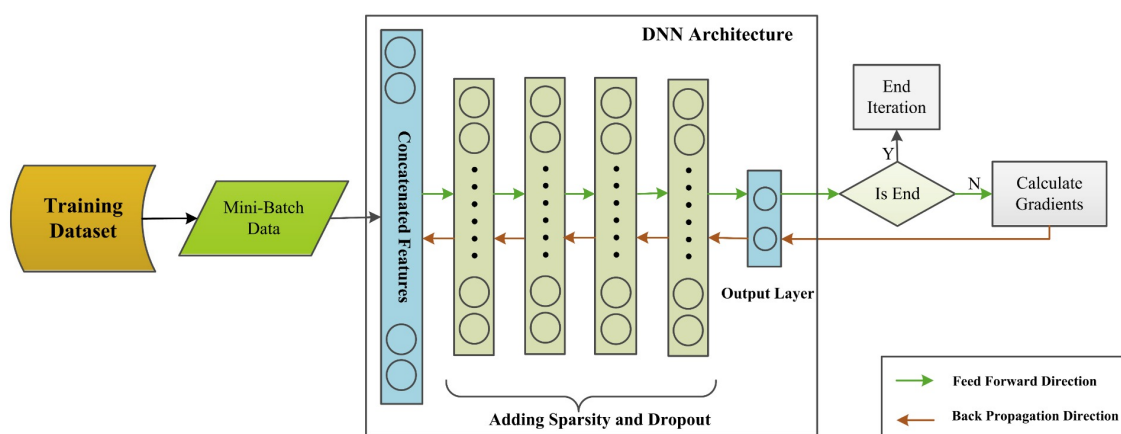 DNN Architecture
Training
Dataset
Mini-Batch
Data
Concatenated Features
Output Layer
Adding Sparsity and Dropout
End
Iteration
Y
Is End
N
Calculate
Gradients
Feed Forward Direction
Back Propagation Direction